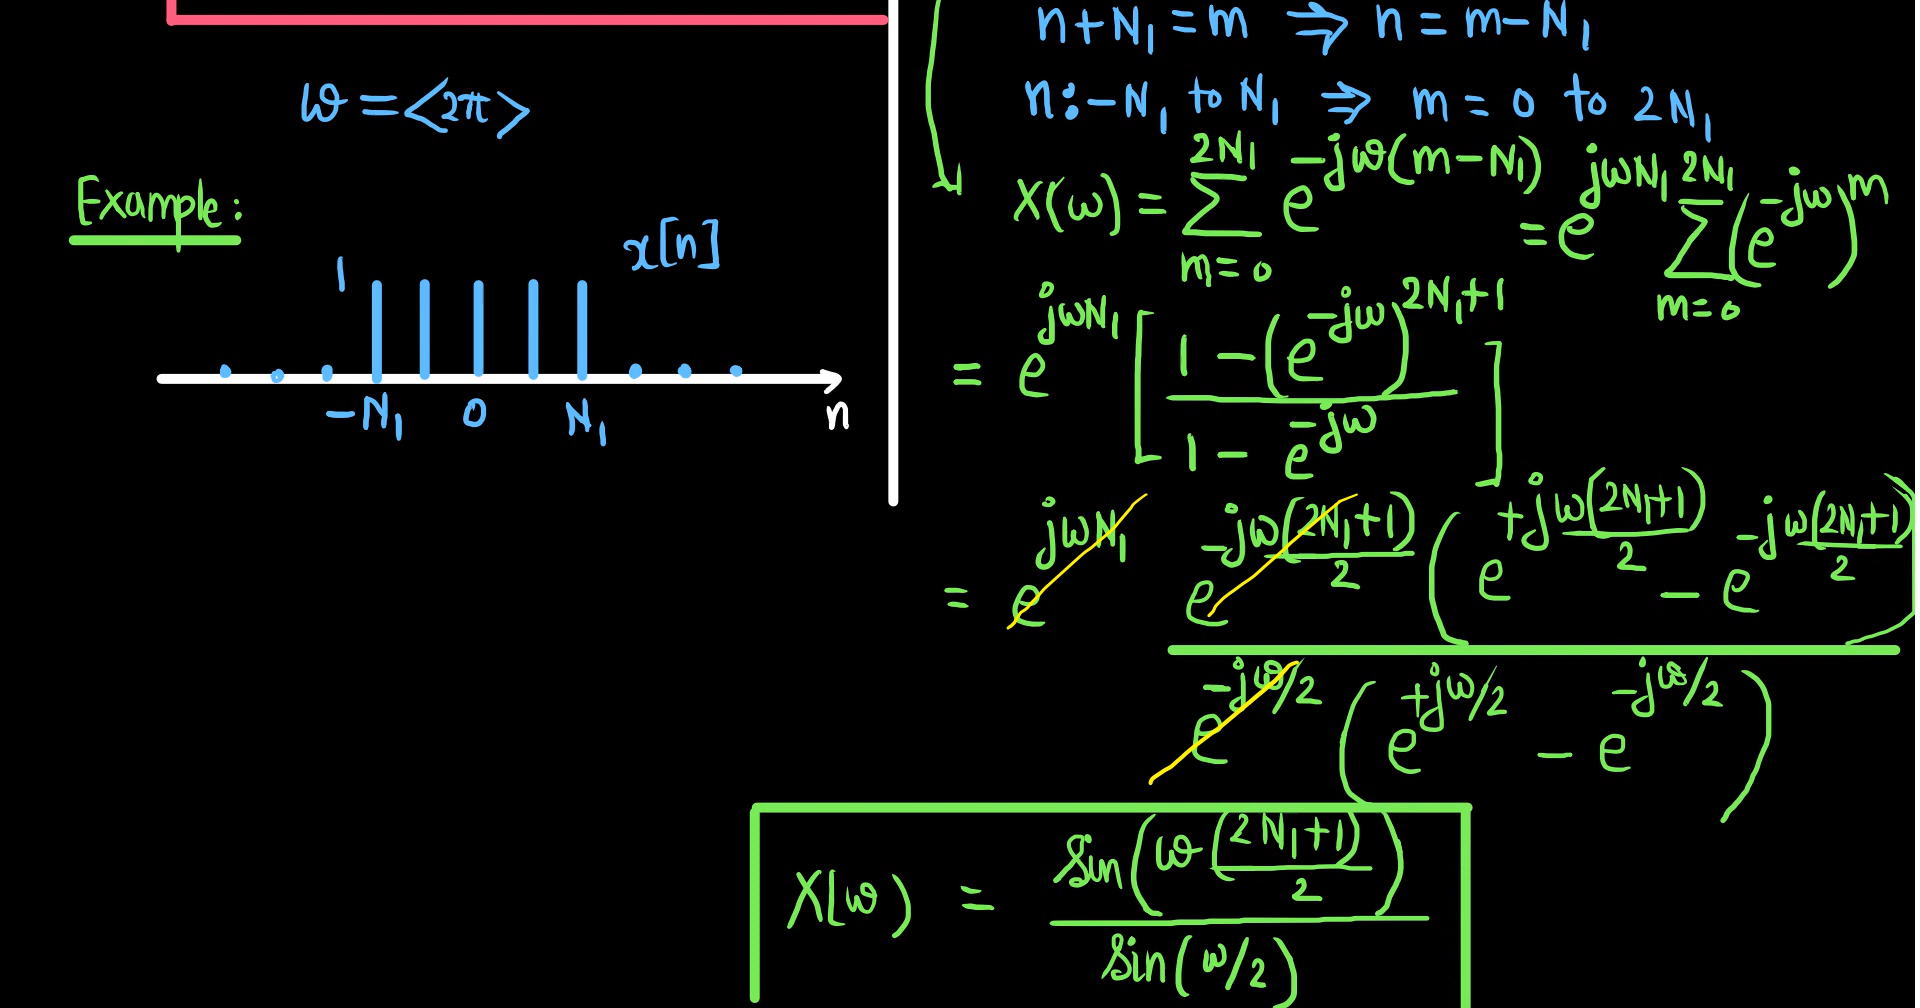 ω = <2π>
Example:
1
x[n]
-N₁ 0 N₁ n
n+N₁ = m ⇒ n = m-N₁
n: -N₁ to N₁ ⇒ m = 0 to 2N₁
X(ω) = ∑_{m=0}^{2N₁} e^{-jω(m-N₁)} = e^{jωN₁} ∑_{m=0}^{2N₁} (e^{-jω})^m
= e^{jωN₁} [ (1 - (e^{-jω})^{2N₁+1}) / (1 - e^{-jω}) ]
= e^{jωN₁} e^{-jω(2N₁+1)/2} ( e^{+jω(2N₁+1)/2} - e^{-jω(2N₁+1)/2} )
e^{-jω/2} ( e^{+jω/2} - e^{-jω/2} )
X(ω) = Sin(ω(2N₁+1)/2) / Sin(ω/2)